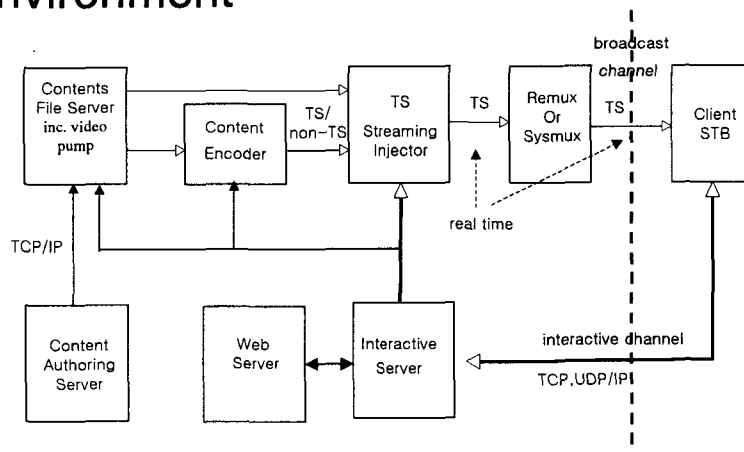 broadcast
channel
Contents
File Server
inc. video
pump
Content
Encoder
TS/
non-TS
TS
Streaming
Injector
TS
Remux
Or
Sysmux
TS
Client
STB
real time
TCP/IP
Content
Authoring
Server
Web
Server
Interactive
Server
interactive channel
TCP,UDP/IP